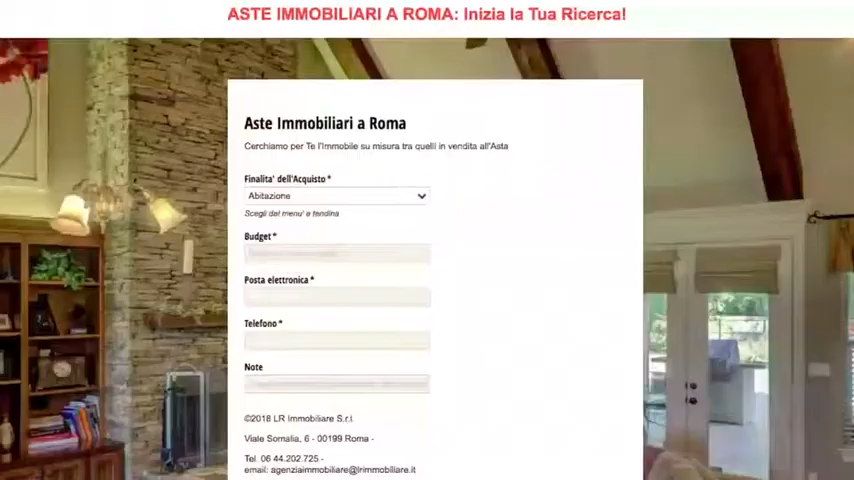 ASTE IMMOBILIARI A ROMA: Inizia la Tua Ricerca!
Aste Immobiliari a Roma
Cerchiamo per Te l'Immobile su misura tra quelli in vendita all'Asta
Finalita' dell'Acquisto *
Abitazione
Scegli dal menu' a tendina
Budget *
Posta elettronica *
Telefono *
Note
©2018 LR Immobiliare S.r.l.
Viale Somalia, 6 - 00199 Roma -
Tel. 06 44.202.725 -
email: agenziaimmobiliare@lrimmobiliare.it